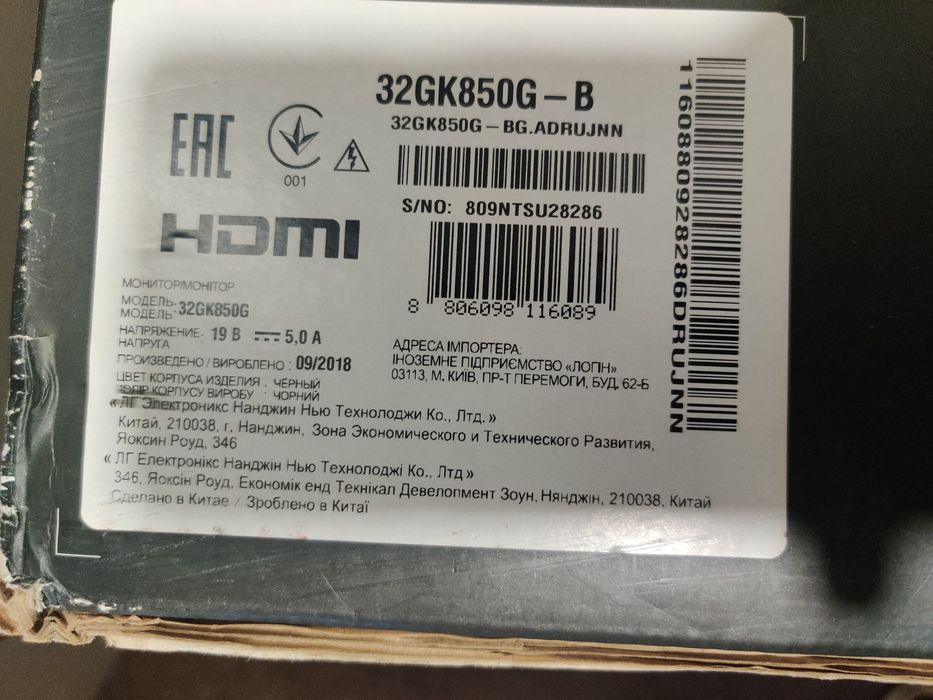 32GK850G – B
32GK850G – BG.ADRUJNN
EAC
001
S/NO: 809NTSU28286
HDMI
8 806098 116089
1160880928286DRUJNN
МОНИТОР/МОНІТОР
МОДЕЛЬ:
МОДЕЛЬ: 32GK850G
НАПРЯЖЕНИЕ:
НАПРУГА 19 В 5,0 А
ПРОИЗВЕДЕНО / ВИРОБЛЕНО : 09/2018
ЦВЕТ КОРПУСА ИЗДЕЛИЯ : ЧЕРНЫЙ
КОРПУСУ ВИРОБУ : ЧОРНИЙ
АДРЕСА ІМПОРТЕРА:
ІНОЗЕМНЕ ПІДПРИЄМСТВО «ЛОГІН»
03113, М. КИЇВ, ПР-Т ПЕРЕМОГИ, БУД. 62-Б
« ЛГ Электроникс Нанджин Нью Технолоджи Ко., Лтд. »
Китай, 210038, г. Нанджин, Зона Экономического и Технического Развития,
Яоксин Роуд, 346
« ЛГ Електронікс Нанджін Нью Технолоджі Ко., Лтд »
346, Яоксін Роуд, Економік енд Текнікал Девелопмент Зоун, Нянджін, 210038, Китай
Сделано в Китае / Зроблено в Китаї